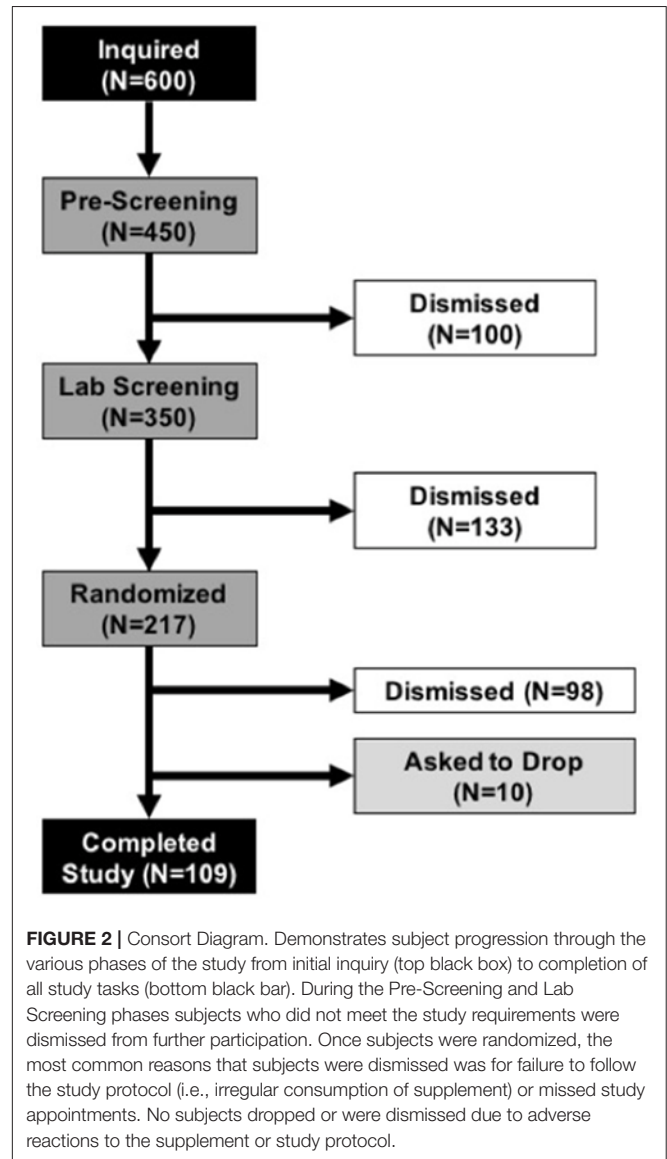 Inquired
(N=600)
Pre-Screening
(N=450)
Dismissed
(N=100)
Lab Screening
(N=350)
Dismissed
(N=133)
Randomized
(N=217)
Dismissed (N=98)
Asked to Drop
(N=10)
Completed
Study (N=109)
FIGURE 2 | Consort Diagram. Demonstrates subject progression through the
various phases of the study from initial inquiry (top black box) to completion of
all study tasks (bottom black bar). During the Pre-Screening and Lab
Screening phases subjects who did not meet the study requirements were
dismissed from further participation. Once subjects were randomized, the
most common reasons that subjects were dismissed was for failure to follow
the study protocol (i.e., irregular consumption of supplement) or missed study
appointments. No subjects dropped or were dismissed due to adverse
reactions to the supplement or study protocol.